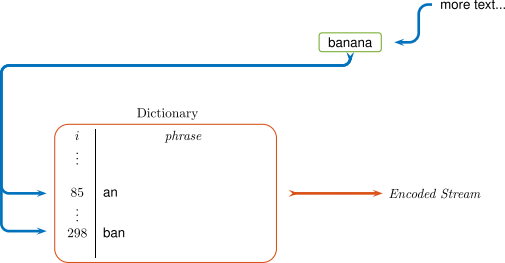 more text...
banana
Dictionary
i phrase
⋮
85 an
⋮
298 ban
Encoded Stream